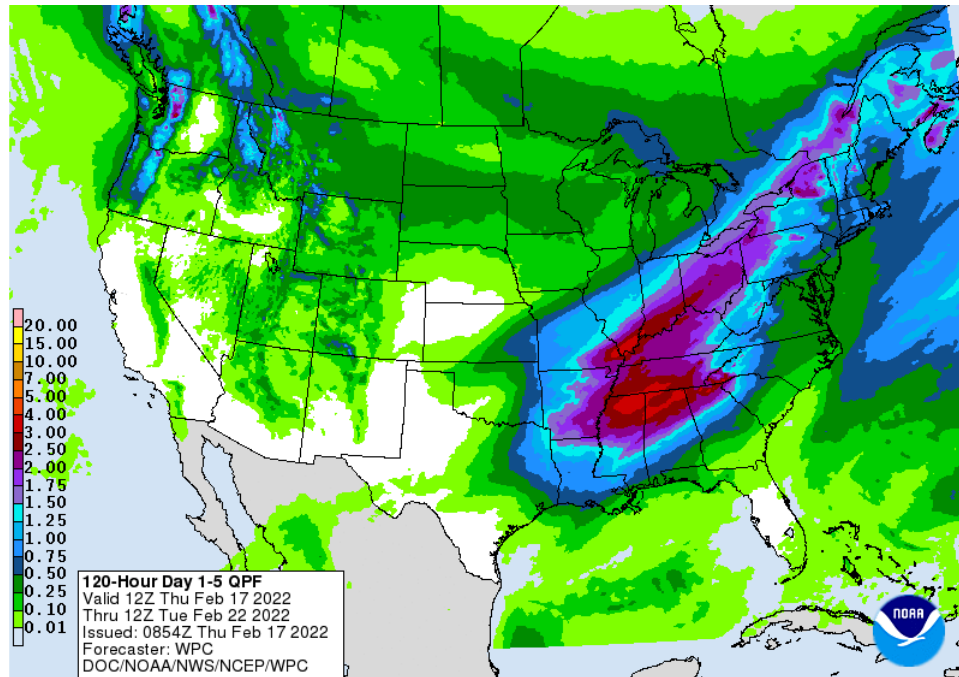 20.00
15.00
10.00
7.00
5.00
4.00
3.00
2.50
2.00
1.75
1.50
1.25
1.00
0.75
0.50
0.25
0.10
0.01
120-Hour Day 1-5 QPF
Valid 12Z Thu Feb 17 2022
Thru 12Z Tue Feb 22 2022
Issued: 0854Z Thu Feb 17 2022
Forecaster: WPC
DOC/NOAA/NWS/NCEP/WPC
NOAA